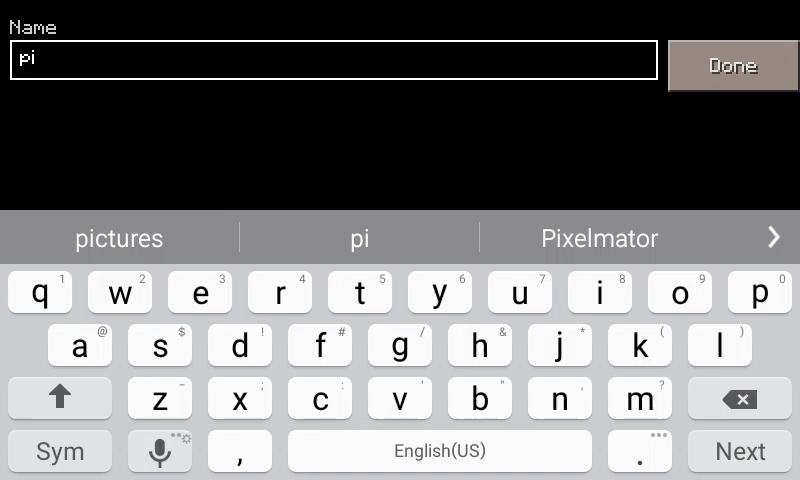 Name
pi
Done
pictures pi Pixelmator
q 1 w 2 e 3 r 4 t 5 y 6 u 7 i 8 o 9 p 0
a @ s $ d ! f # g / h & j * k ( l )
z - x ; c : v ' b " n , m ?
Sym , English(US) . Next